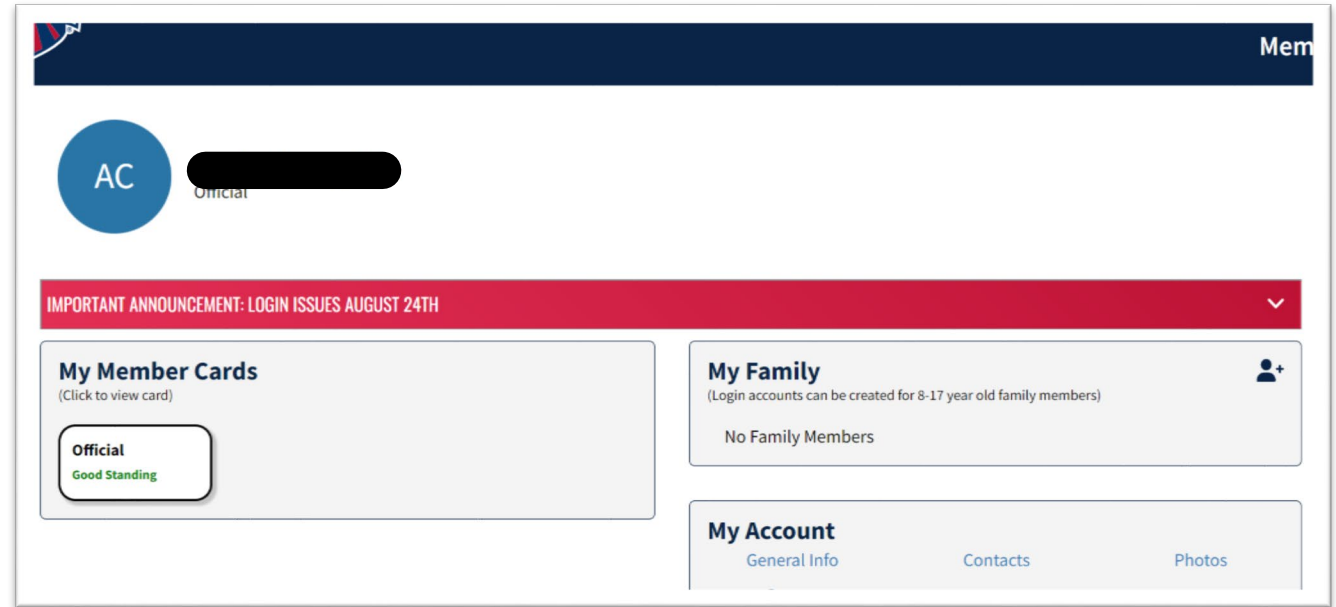 Mem
AC
Official
IMPORTANT ANNOUNCEMENT: LOGIN ISSUES AUGUST 24TH
My Member Cards
(Click to view card)
Official
Good Standing
My Family
(Login accounts can be created for 8-17 year old family members)
No Family Members
My Account
General Info Contacts Photos